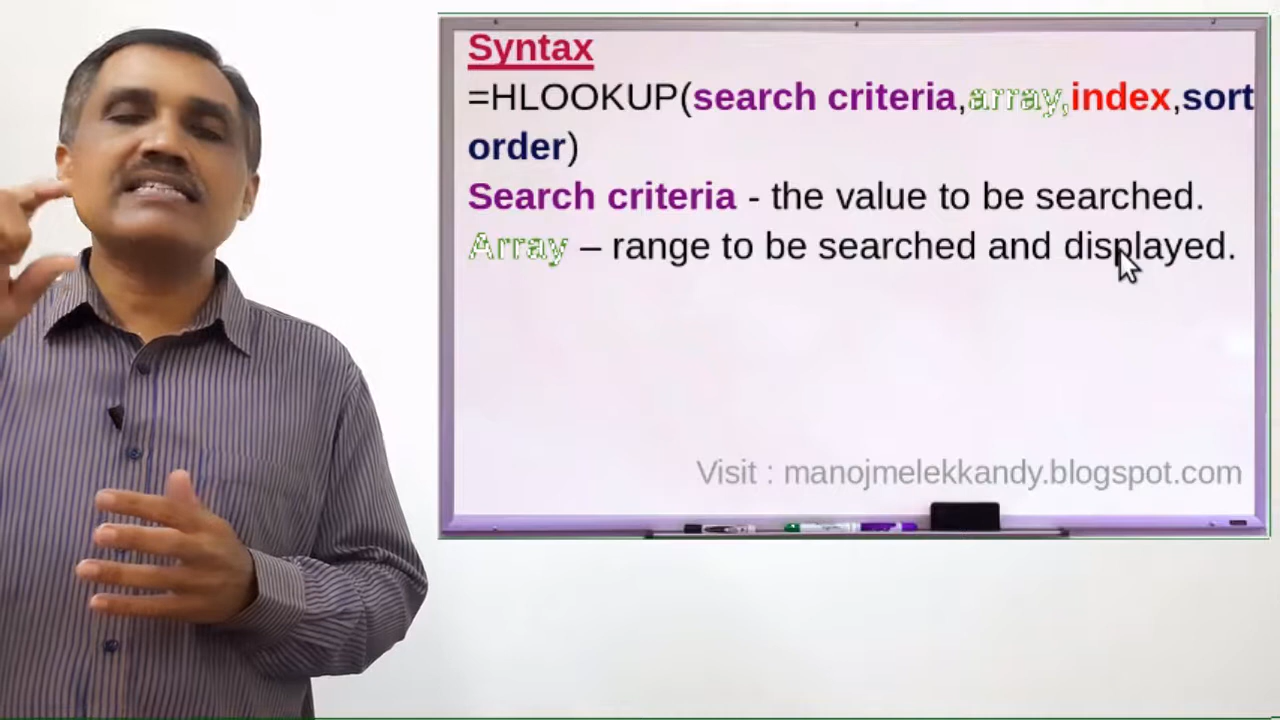 Syntax
=HLOOKUP(search criteria,array,index,sort
order)
Search criteria - the value to be searched.
Array – range to be searched and displayed.
Visit : manojmelekkandy.blogspot.com